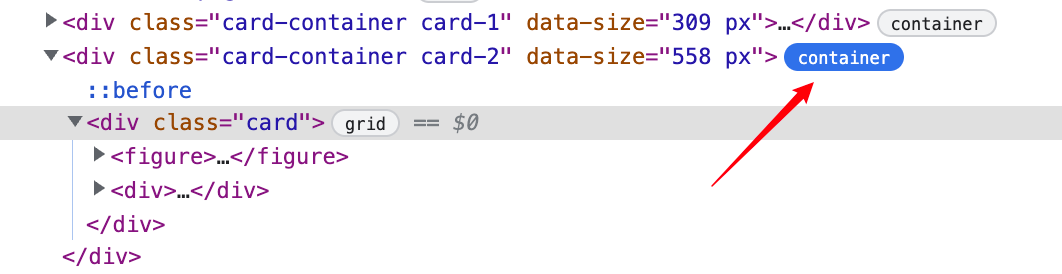 ▶<div class="card-container card-1" data-size="309 px">…</div> container
▼<div class="card-container card-2" data-size="558 px"> container
::before
▼<div class="card"> grid == $0
▶<figure>…</figure>
▶<div>…</div>
</div>
</div>